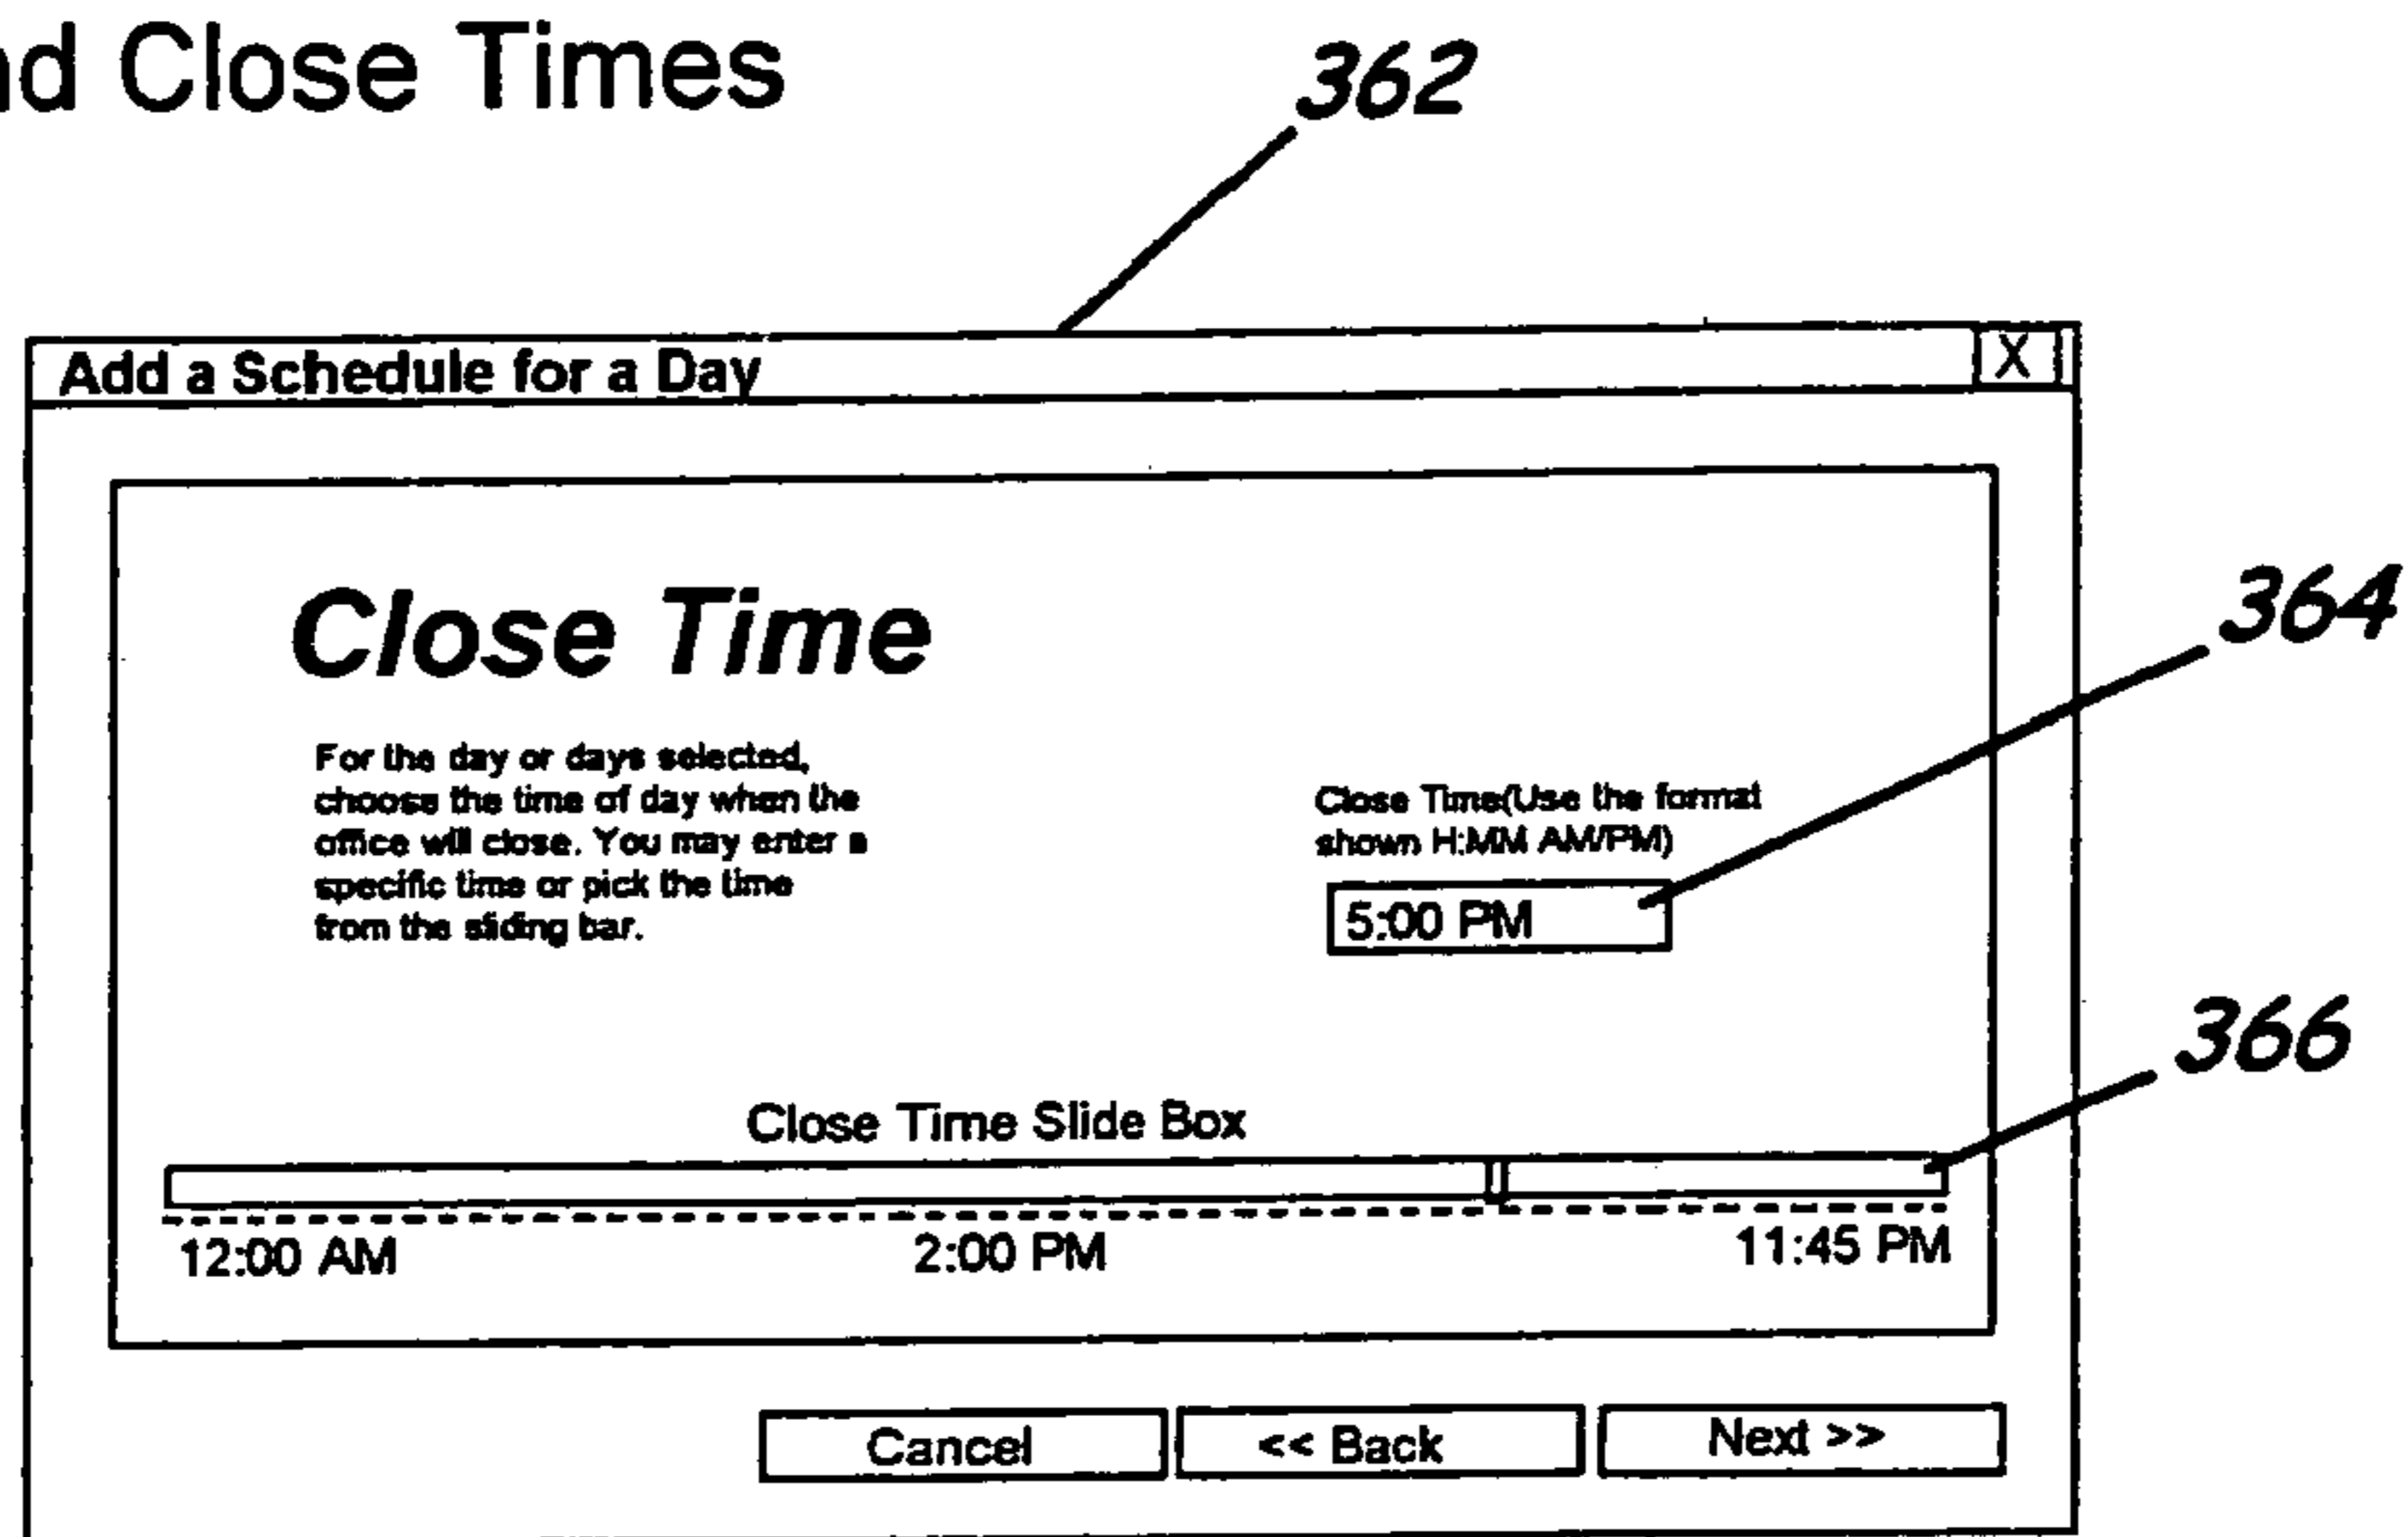 nd Close Times
362
Add a Schedule for a Day
X
Close Time
364
For the day or days selected,
choose the time of day when the
office will close. You may enter a
specific time or pick the time
from the sliding bar.
Close Time(Use the format
shown H:MM AM/PM)
5:00 PM
366
Close Time Slide Box
12:00 AM
2:00 PM
11:45 PM
Cancel
<< Back
Next >>